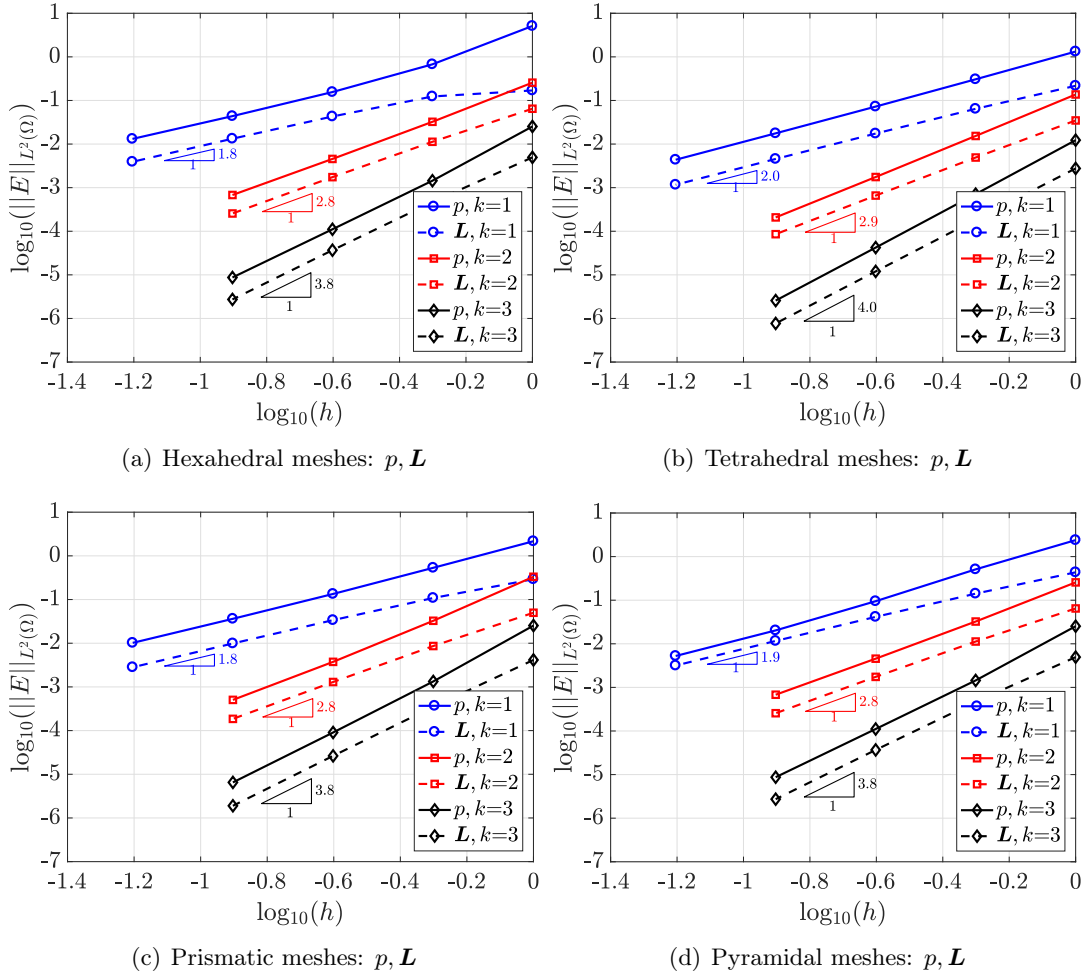 1
0
-1
-2
-3
-4
-5
-6
-7
log₁₀(||E||_{L²(Ω)})
1.8
1
2.8
1
3.8
1
p, k=1
L, k=1
p, k=2
L, k=2
p, k=3
L, k=3
-1.4 -1.2 -1 -0.8 -0.6 -0.4 -0.2 0
log₁₀(h)
(a) Hexahedral meshes: p, L
1
0
-1
-2
-3
-4
-5
-6
-7
log₁₀(||E||_{L²(Ω)})
2.0
1
2.9
1
4.0
1
p, k=1
L, k=1
p, k=2
L, k=2
p, k=3
L, k=3
-1.4 -1.2 -1 -0.8 -0.6 -0.4 -0.2 0
log₁₀(h)
(b) Tetrahedral meshes: p, L
1
0
-1
-2
-3
-4
-5
-6
-7
log₁₀(||E||_{L²(Ω)})
1.8
1
2.8
1
3.8
1
p, k=1
L, k=1
p, k=2
L, k=2
p, k=3
L, k=3
-1.4 -1.2 -1 -0.8 -0.6 -0.4 -0.2 0
log₁₀(h)
(c) Prismatic meshes: p, L
1
0
-1
-2
-3
-4
-5
-6
-7
log₁₀(||E||_{L²(Ω)})
1.9
1
2.8
1
3.8
1
p, k=1
L, k=1
p, k=2
L, k=2
p, k=3
L, k=3
-1.4 -1.2 -1 -0.8 -0.6 -0.4 -0.2 0
log₁₀(h)
(d) Pyramidal meshes: p, L